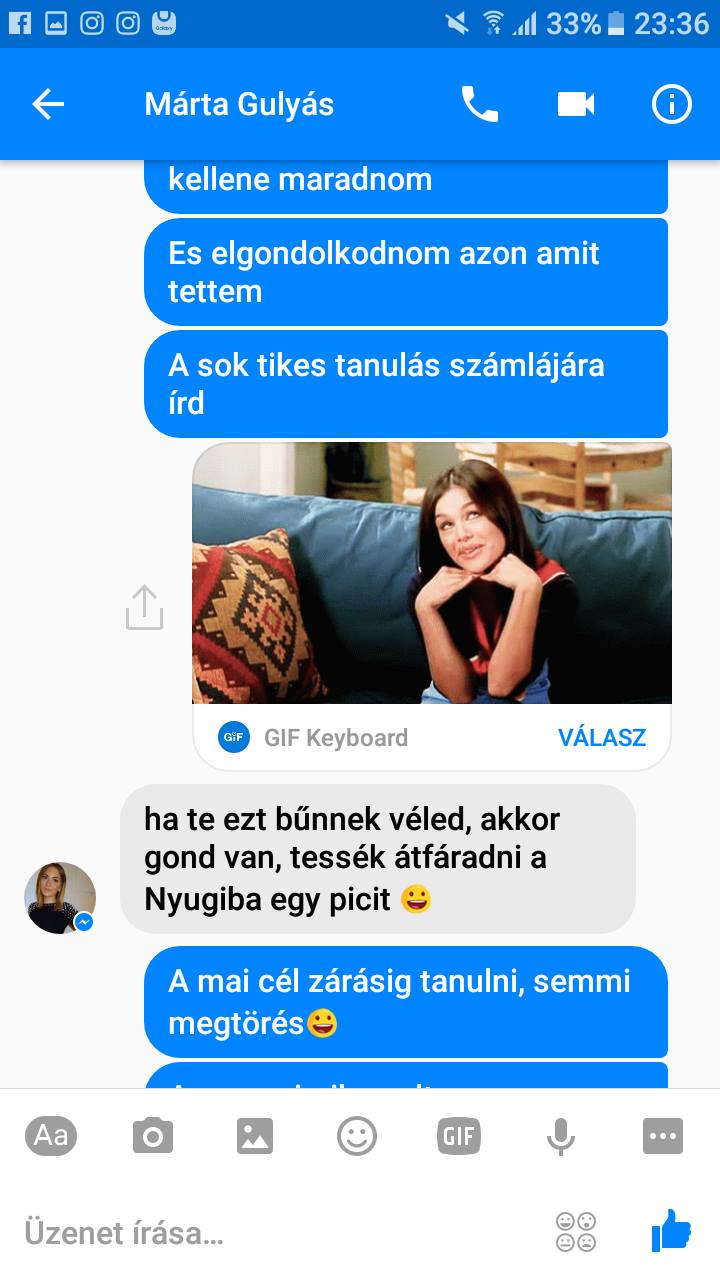 33% 23:36
Márta Gulyás
kellene maradnom
Es elgondolkodnom azon amit
tettem
A sok tikes tanulás számlájára
írd
GIF
GIF Keyboard
VÁLASZ
ha te ezt bűnnek véled, akkor
gond van, tessék átfáradni a
Nyugiba egy picit 😀
A mai cél zárásig tanulni, semmi
megtörés😀
Aa
GIF
Üzenet írása...